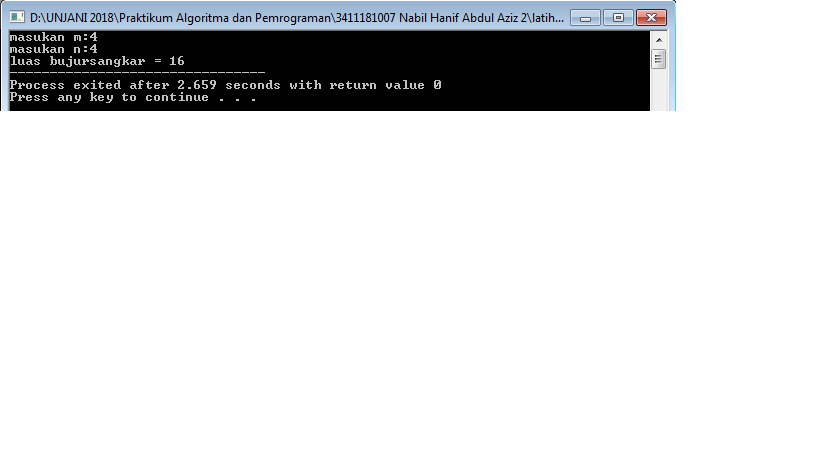 D:\UNJANI 2018\Praktikum Algoritma dan Pemrograman\3411181007 Nabil Hanif Abdul Aziz 2\latih...
masukan m:4
masukan n:4
luas bujursangkar = 16
--------------------------------
Process exited after 2.659 seconds with return value 0
Press any key to continue . . .